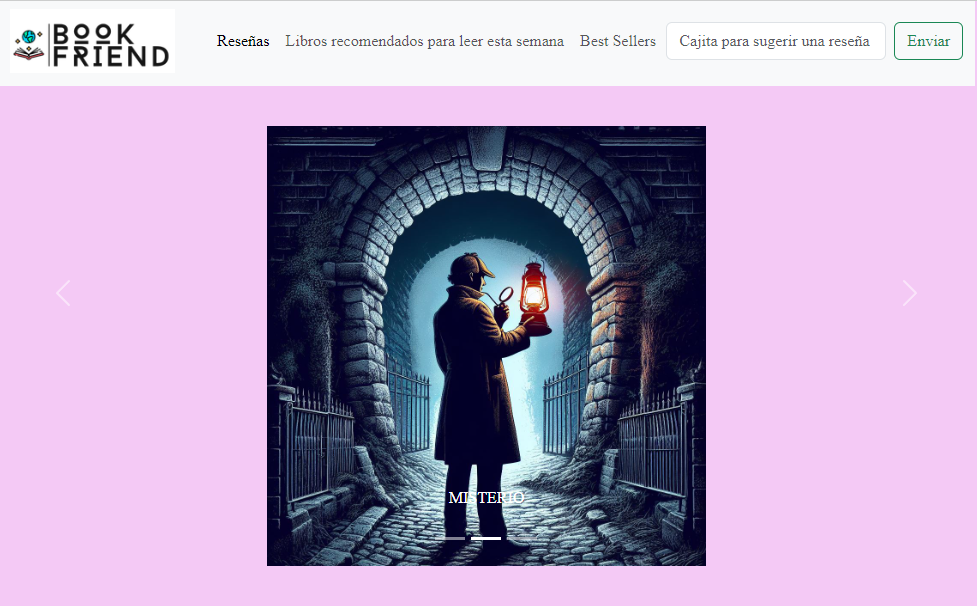 BOOK
FRIEND
Reseñas
Libros recomendados para leer esta semana
Best Sellers
Cajita para sugerir una reseña
Enviar
MISTERIO